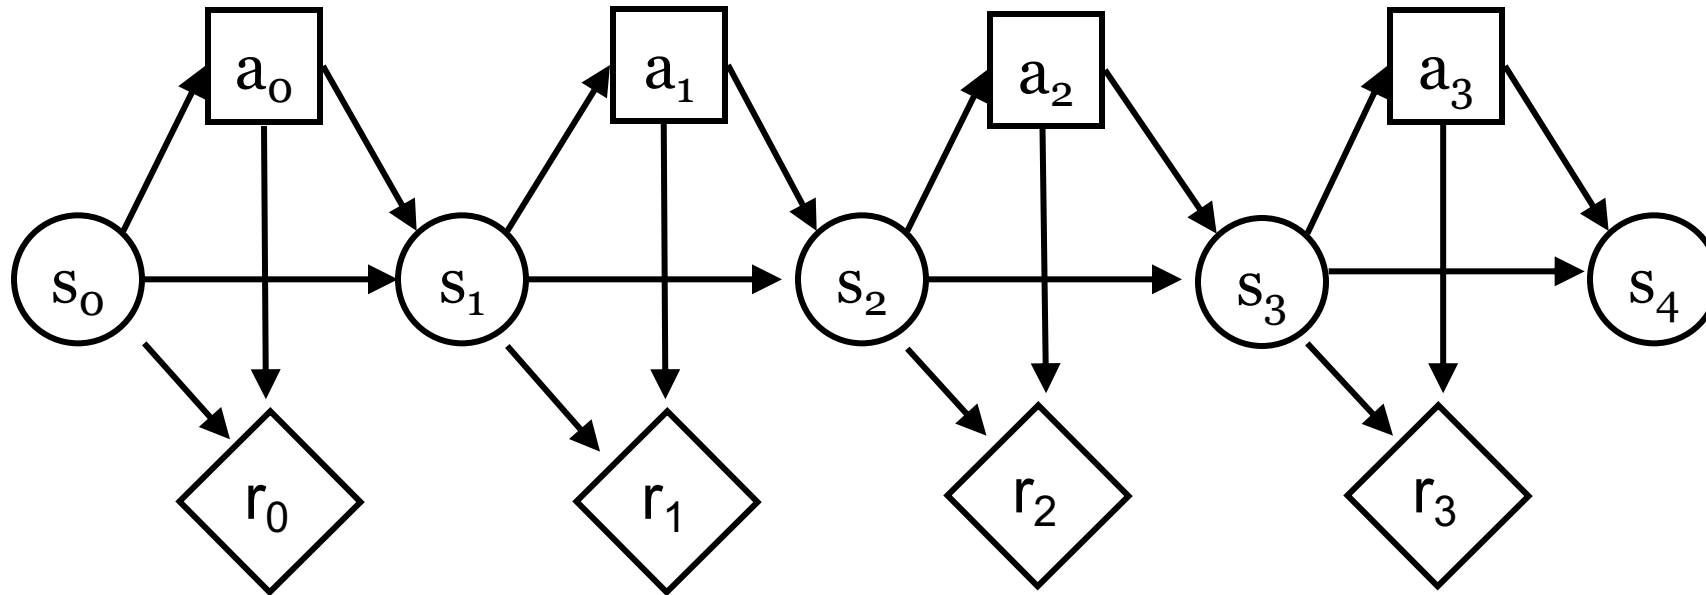 a₀ a₁ a₂ a₃
s₀ s₁ s₂ s₃ s₄
r₀ r₁ r₂ r₃